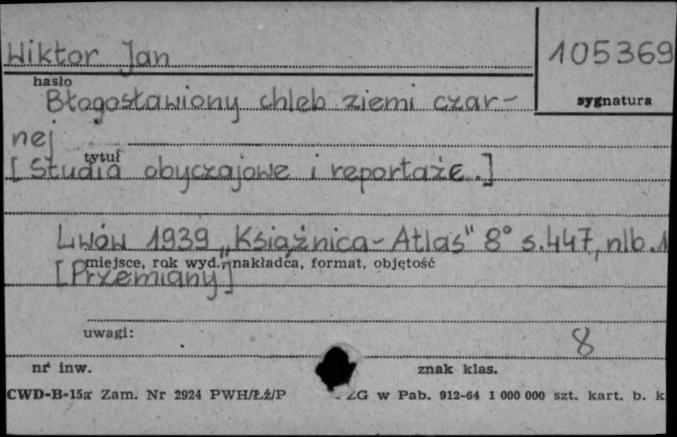 Wiktor Jan
105369
hasło
sygnatura
Błogosławiony chleb ziemi czar-
nej
tytuł
[Studia obyczajowe i reportaże.]
Lwów 1939 „Książnica-Atlas" 8° s.447, nlb.1
miejsce, rok wyd., nakładca, format, objętość
[Przemiany]
uwagi:
8
nr inw.
znak klas.
CWD-B-15a Zam. Nr 2924 PWH/Łź/P ZG w Pab. 912-64 1 000 000 szt. kart. b. k